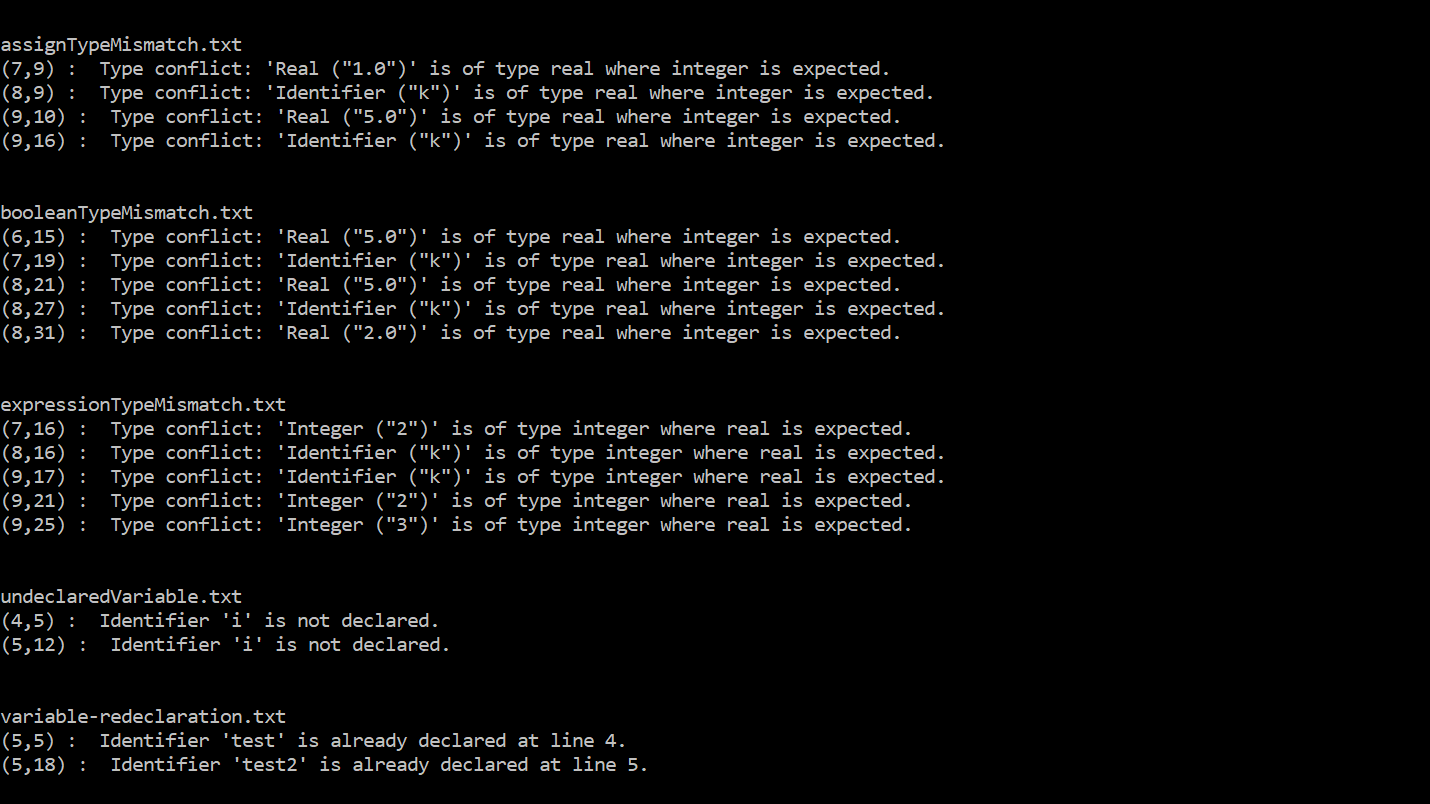 assignTypeMismatch.txt
(7,9) :  Type conflict: 'Real ("1.0")' is of type real where integer is expected.
(8,9) :  Type conflict: 'Identifier ("k")' is of type real where integer is expected.
(9,10) :  Type conflict: 'Real ("5.0")' is of type real where integer is expected.
(9,16) :  Type conflict: 'Identifier ("k")' is of type real where integer is expected.
booleanTypeMismatch.txt
(6,15) :  Type conflict: 'Real ("5.0")' is of type real where integer is expected.
(7,19) :  Type conflict: 'Identifier ("k")' is of type real where integer is expected.
(8,21) :  Type conflict: 'Real ("5.0")' is of type real where integer is expected.
(8,27) :  Type conflict: 'Identifier ("k")' is of type real where integer is expected.
(8,31) :  Type conflict: 'Real ("2.0")' is of type real where integer is expected.
expressionTypeMismatch.txt
(7,16) :  Type conflict: 'Integer ("2")' is of type integer where real is expected.
(8,16) :  Type conflict: 'Identifier ("k")' is of type integer where real is expected.
(9,17) :  Type conflict: 'Identifier ("k")' is of type integer where real is expected.
(9,21) :  Type conflict: 'Integer ("2")' is of type integer where real is expected.
(9,25) :  Type conflict: 'Integer ("3")' is of type integer where real is expected.
undeclaredVariable.txt
(4,5) :  Identifier 'i' is not declared.
(5,12) :  Identifier 'i' is not declared.
variable-redeclaration.txt
(5,5) :  Identifier 'test' is already declared at line 4.
(5,18) :  Identifier 'test2' is already declared at line 5.